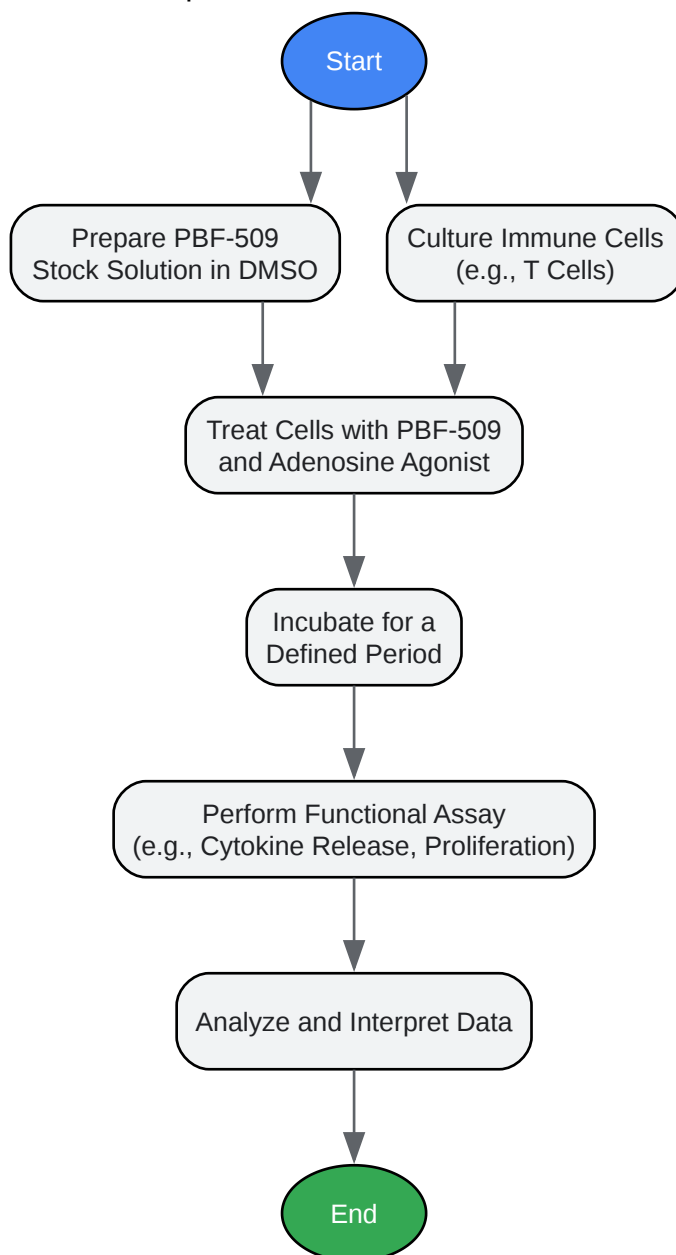 Start
Prepare PBF-509
Stock Solution in DMSO
Culture Immune Cells
(e.g., T Cells)
Treat Cells with PBF-509
and Adenosine Agonist
Incubate for a
Defined Period
Perform Functional Assay
(e.g., Cytokine Release, Proliferation)
Analyze and Interpret Data
End